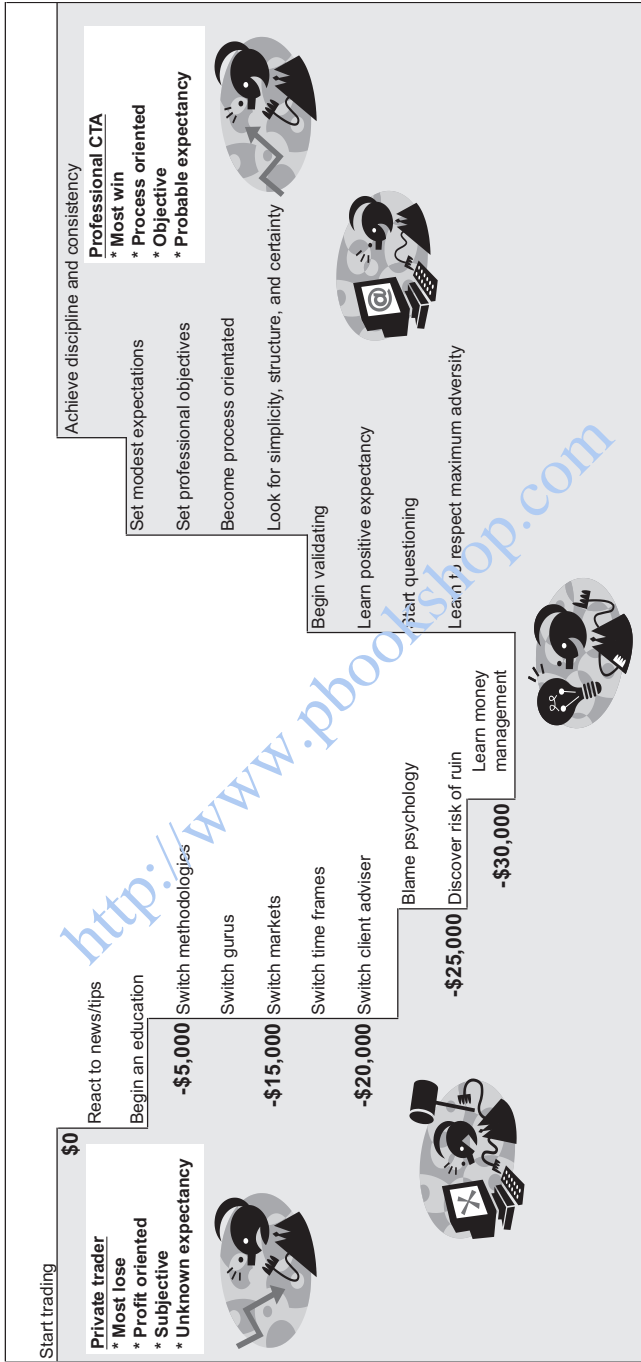 Start trading
Private trader
* Most lose
* Profit oriented
* Subjective
* Unknown expectancy
$0
React to news/tips
Begin an education
-$5,000 Switch methodologies
Switch gurus
-$15,000 Switch markets
Switch time frames
-$20,000 Switch client adviser
Blame psychology
-$25,000 Discover risk of ruin
-$30,000
Learn money
management
Learn to respect maximum adversity
Start questioning
Learn positive expectancy
Begin validating
Look for simplicity, structure, and certainty
Become process orientated
Set professional objectives
Set modest expectations
Achieve discipline and consistency
Professional CTA
* Most win
* Process oriented
* Objective
* Probable expectancy
@
http://www.pbookshop.com